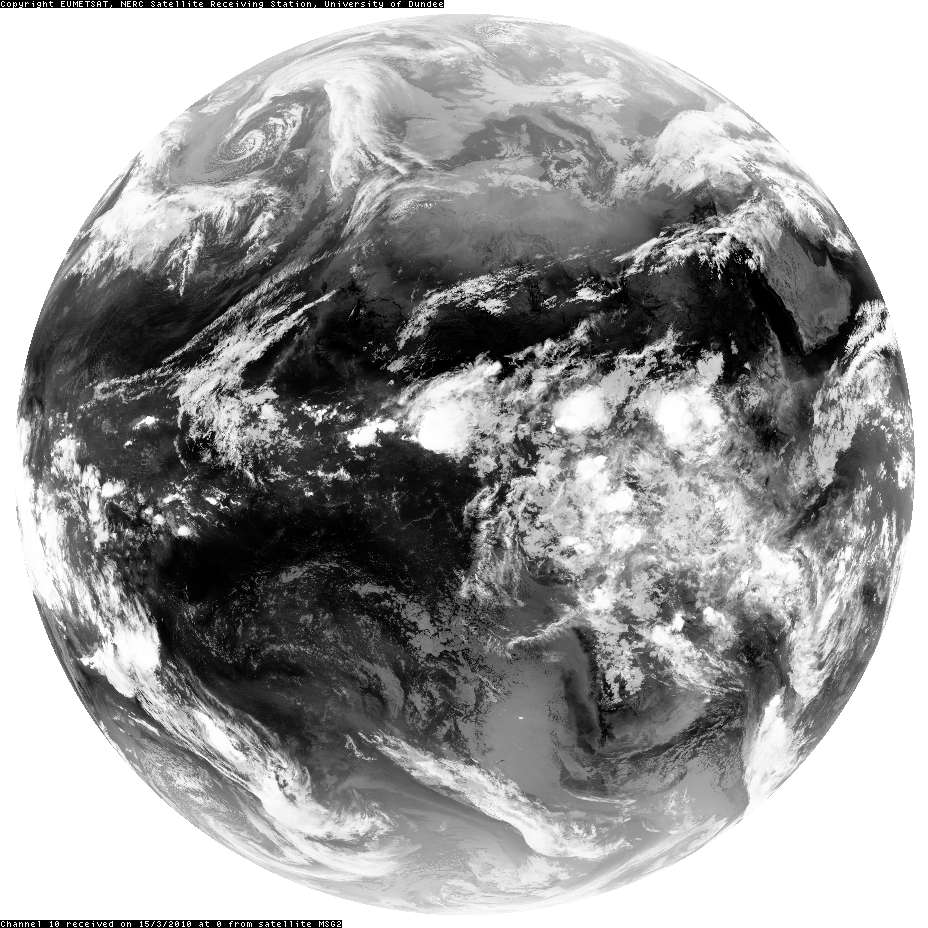 Copyright EUMETSAT, NERC Satellite Receiving Station, University of Dundee
Channel 10 received on 15/3/2010 at 0 from satellite MSG2